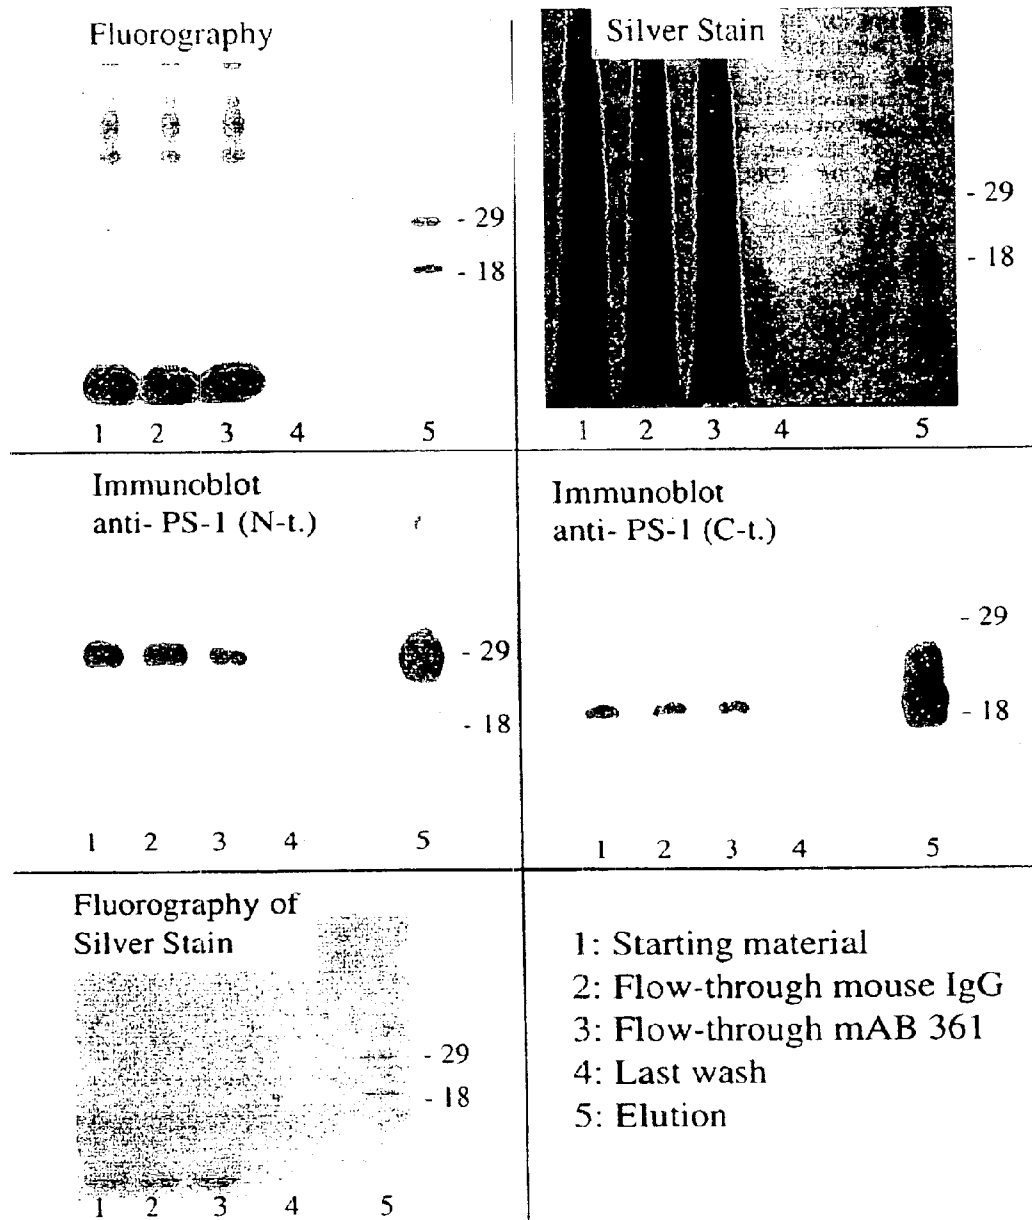 Fluorography
- 29
- 18
1 2 3 4 5
Silver Stain
- 29
- 18
1 2 3 4 5
Immunoblot
anti- PS-1 (N-t.)
- 29
- 18
1 2 3 4 5
Immunoblot
anti- PS-1 (C-t.)
- 29
- 18
1 2 3 4 5
Fluorography of
Silver Stain
- 29
- 18
1 2 3 4 5
1: Starting material
2: Flow-through mouse IgG
3: Flow-through mAB 361
4: Last wash
5: Elution